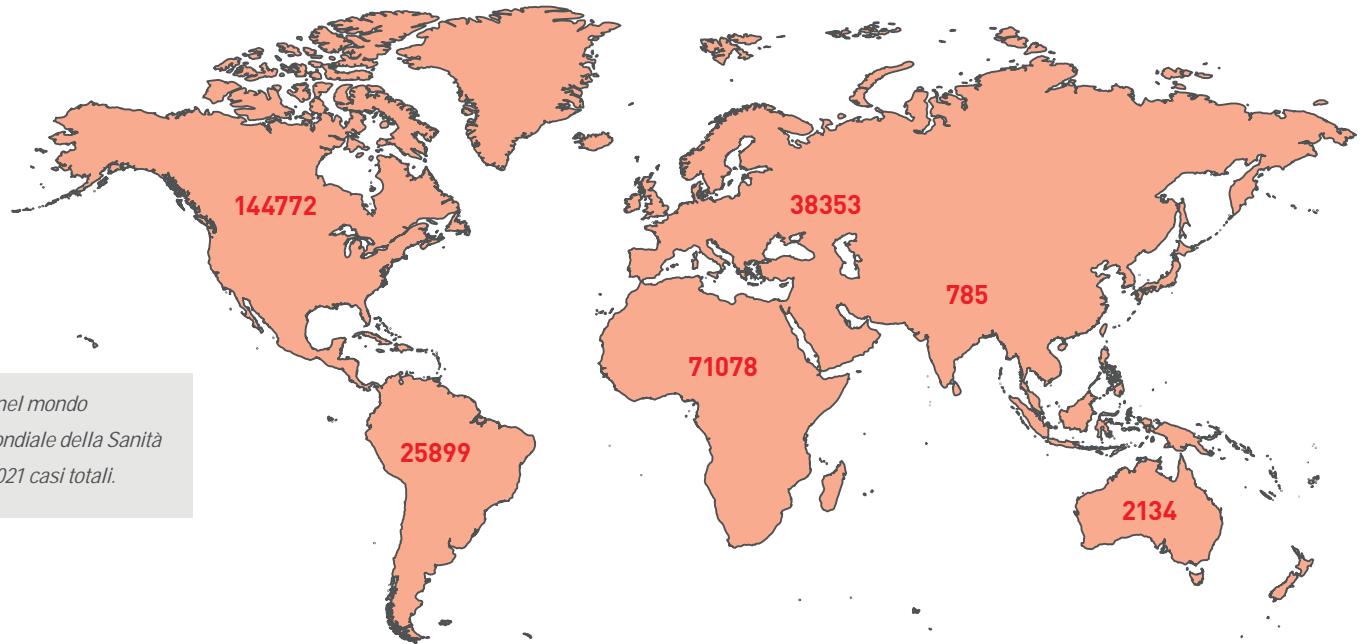 144772
38353
785
71078
nel mondo
ondiale della Sanità
25899
021 casi totali.
2134